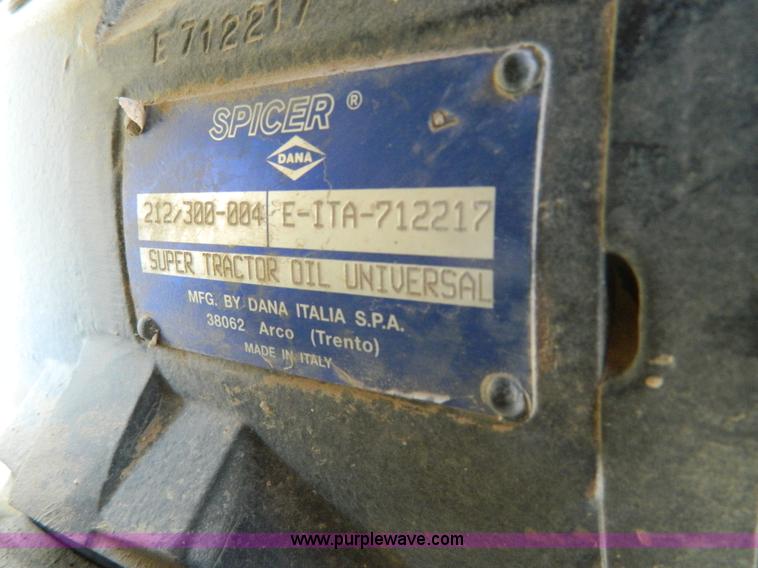 E 712217
SPICER ®
DANA
212/300-004 E-ITA-712217
SUPER TRACTOR OIL UNIVERSAL
MFG. BY DANA ITALIA S.P.A.
38062 Arco (Trento)
MADE IN ITALY
www.purplewave.com